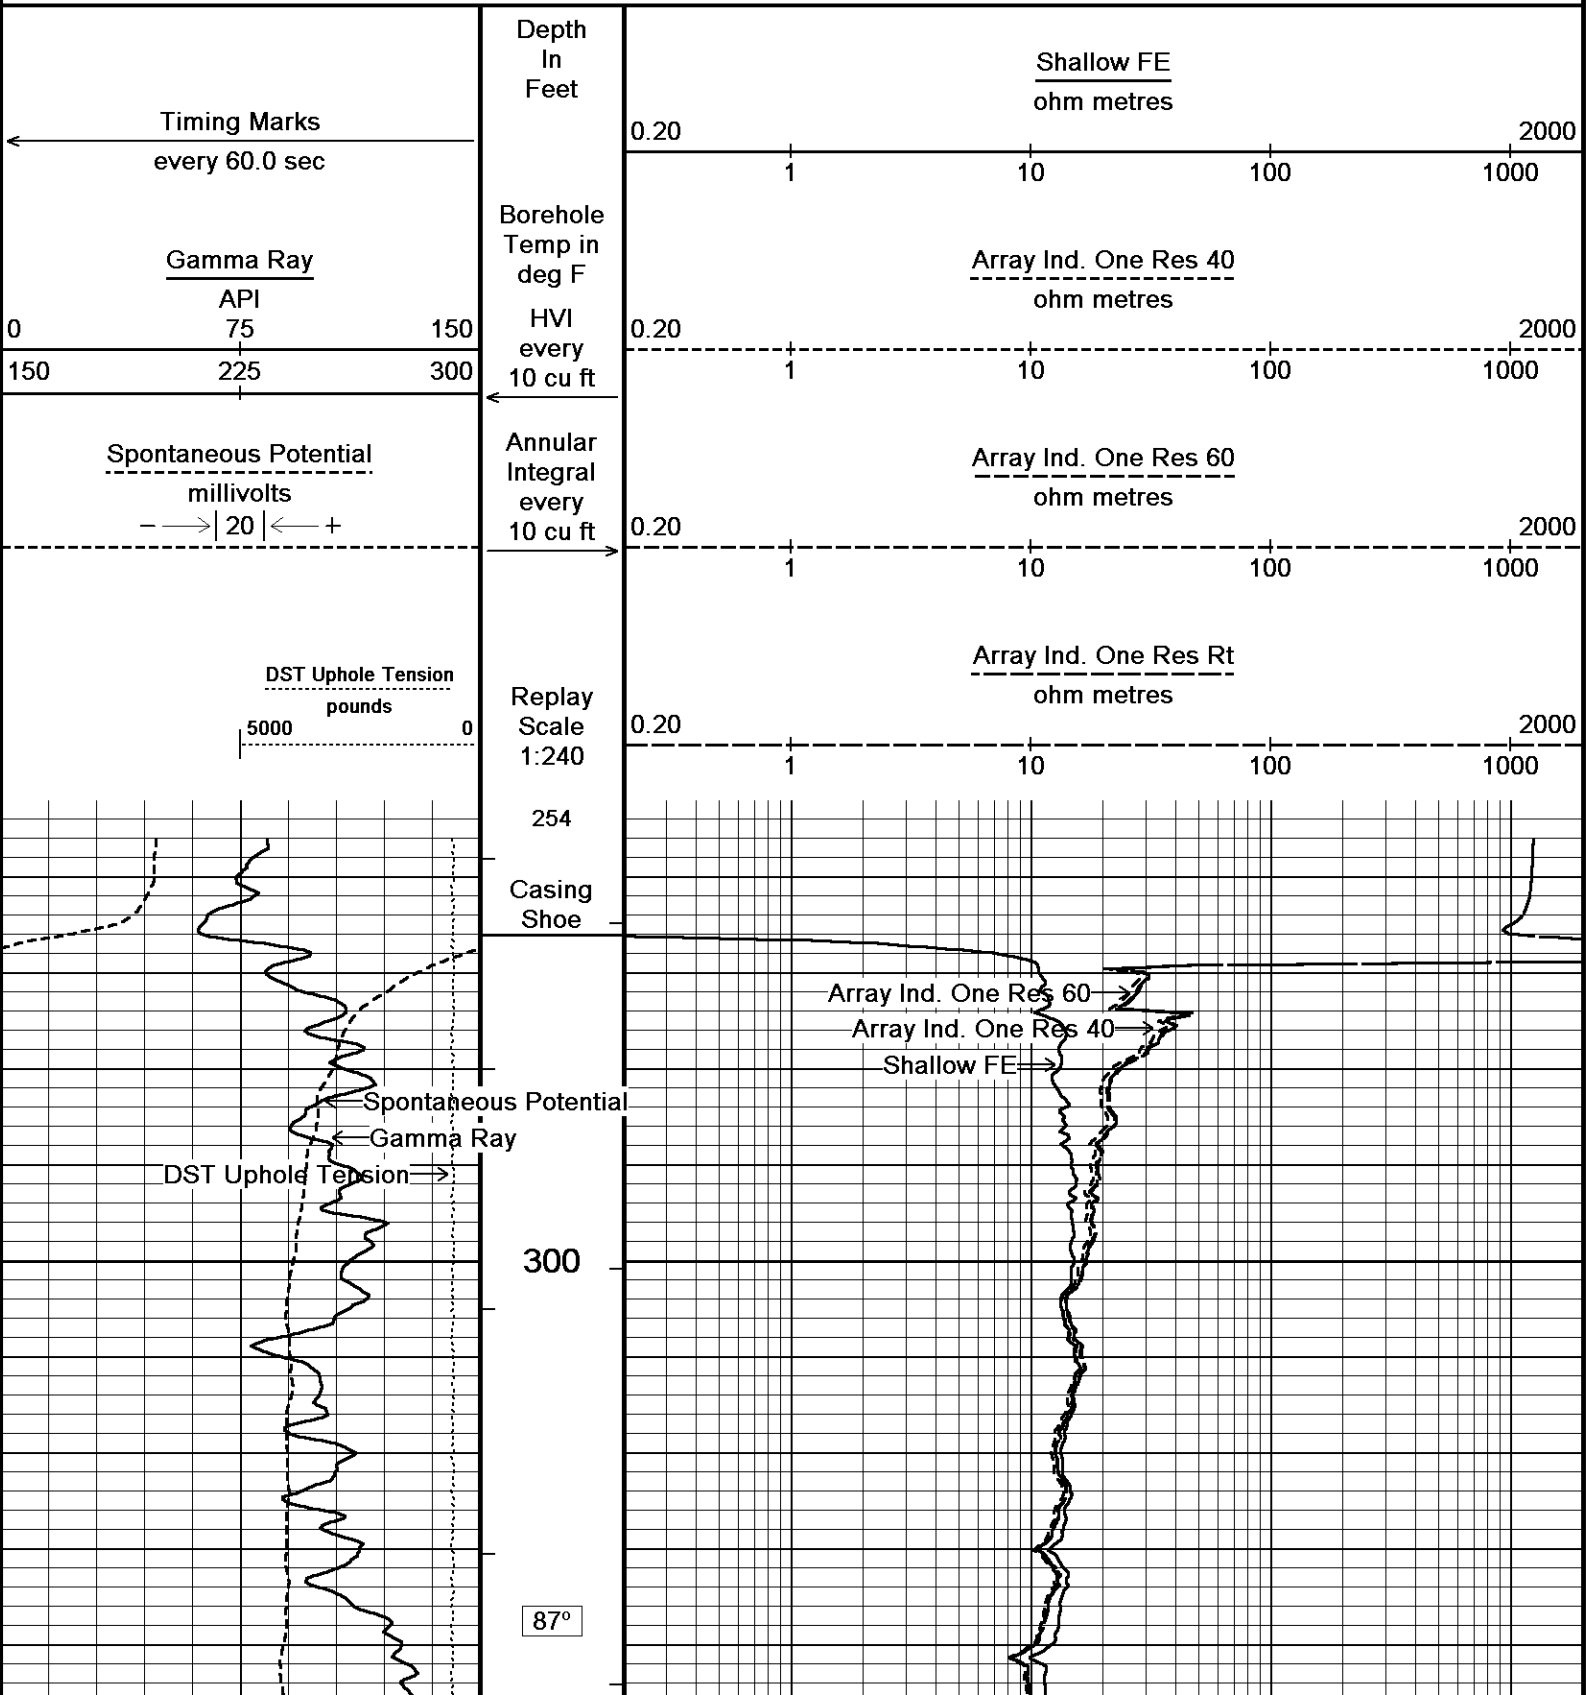 Timing Marks
every 60.0 sec
Gamma Ray
API
0 75 150
150 225 300
Spontaneous Potential
millivolts
− 20 +
DST Uphole Tension
pounds
5000 0
Depth
In
Feet
Borehole
Temp in
deg F
HVI
every
10 cu ft
Annular
Integral
every
10 cu ft
Replay
Scale
1:240
Shallow FE
ohm metres
0.20 2000
1 10 100 1000
Array Ind. One Res 40
ohm metres
0.20 2000
1 10 100 1000
Array Ind. One Res 60
ohm metres
0.20 2000
1 10 100 1000
Array Ind. One Res Rt
ohm metres
0.20 2000
1 10 100 1000
254
Casing
Shoe
Array Ind. One Res 60
Array Ind. One Res 40
Shallow FE
Spontaneous Potential
Gamma Ray
DST Uphole Tension
300
87º